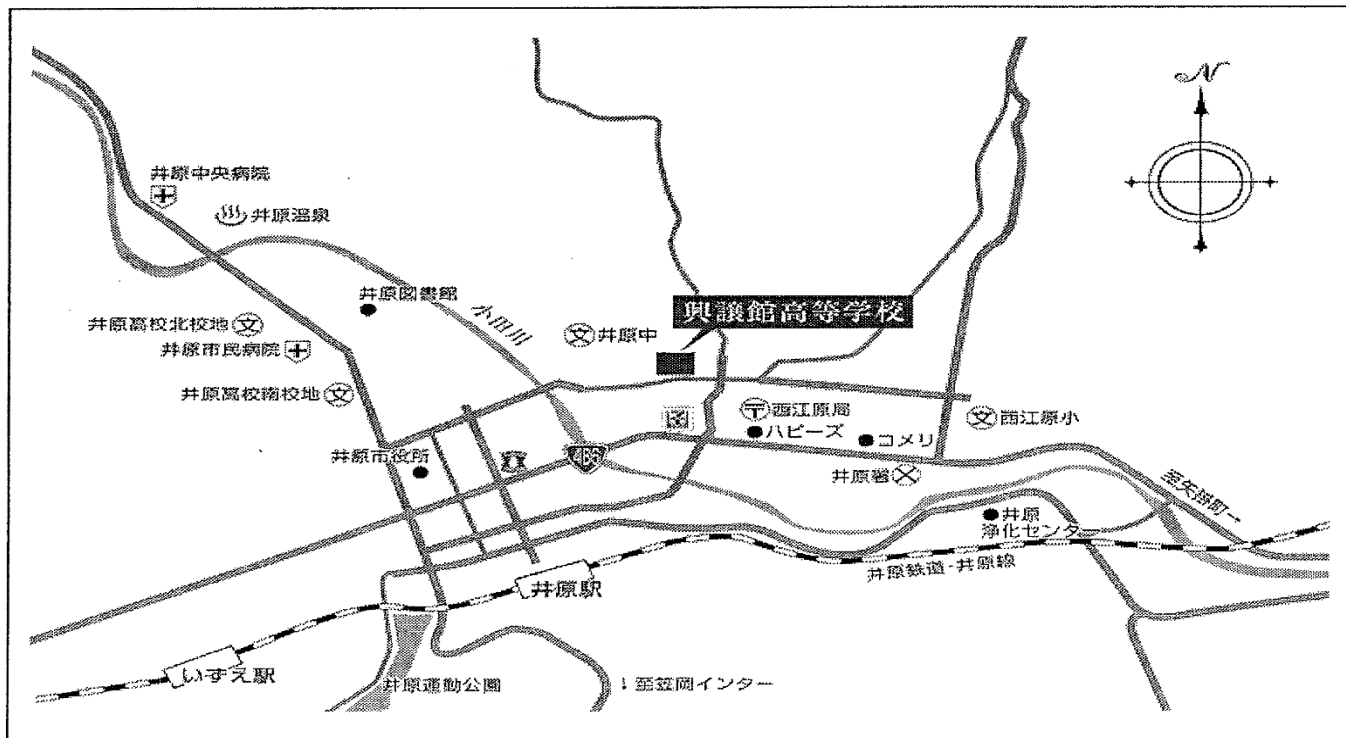 N
井原中央病院
井原温泉
井原図書館
小田川
興譲館高等学校
井原高校北校地
文
文
井原中
井原市民病院
井原高校南校地
文
〒
西江原局
ハピーズ
コメリ
文
西江原小
井原市役所
486
井原署
至矢掛町→
井原
浄化センター
井原鉄道・井原線
井原駅
いずえ駅
井原運動公園
↓至笠岡インター